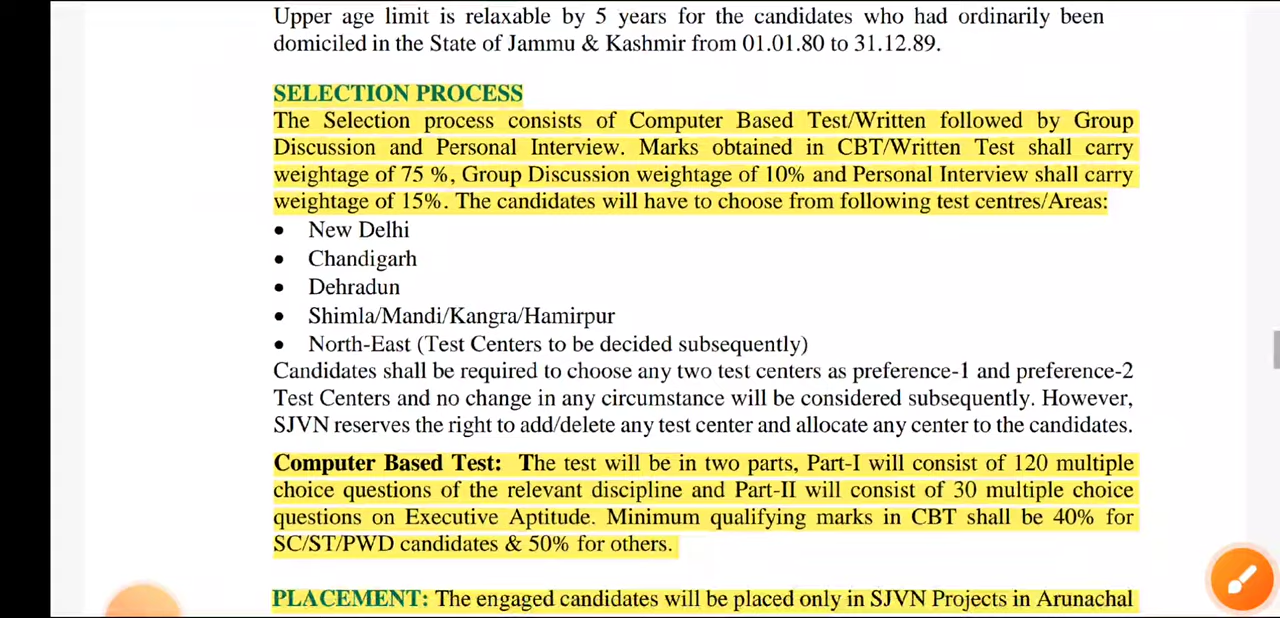 Upper age limit is relaxable by 5 years for the candidates who had ordinarily been
domiciled in the State of Jammu & Kashmir from 01.01.80 to 31.12.89.
SELECTION PROCESS
The Selection process consists of Computer Based Test/Written followed by Group
Discussion and Personal Interview. Marks obtained in CBT/Written Test shall carry
weightage of 75 %, Group Discussion weightage of 10% and Personal Interview shall carry
weightage of 15%. The candidates will have to choose from following test centres/Areas:
• New Delhi
• Chandigarh
• Dehradun
• Shimla/Mandi/Kangra/Hamirpur
• North-East (Test Centers to be decided subsequently)
Candidates shall be required to choose any two test centers as preference-1 and preference-2
Test Centers and no change in any circumstance will be considered subsequently. However,
SJVN reserves the right to add/delete any test center and allocate any center to the candidates.
Computer Based Test: The test will be in two parts, Part-I will consist of 120 multiple
choice questions of the relevant discipline and Part-II will consist of 30 multiple choice
questions on Executive Aptitude. Minimum qualifying marks in CBT shall be 40% for
SC/ST/PWD candidates & 50% for others.
PLACEMENT: The engaged candidates will be placed only in SJVN Projects in Arunachal